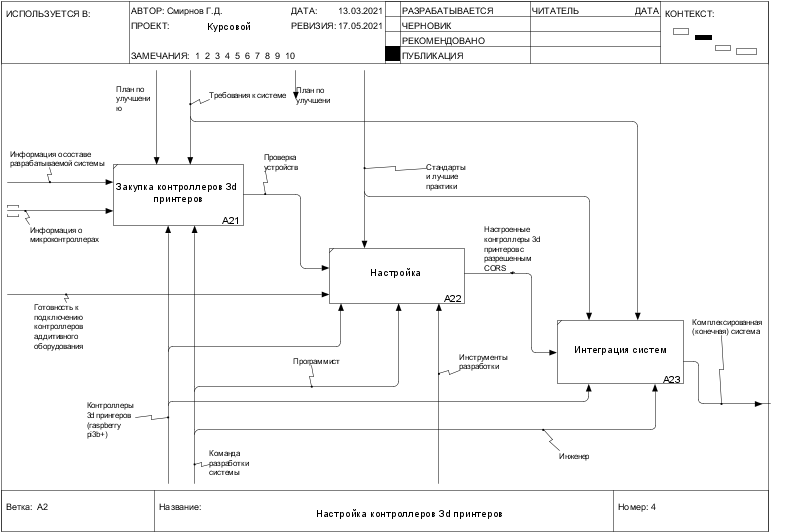 ИСПОЛЬЗУЕТСЯ В:
АВТОР: Смирнов Г.Д.
ДАТА: 13.03.2021
ПРОЕКТ: Курсовой
РЕВИЗИЯ: 17.05.2021
ЗАМЕЧАНИЯ: 1 2 3 4 5 6 7 8 9 10
РАЗРАБАТЫВАЕТСЯ
ЧЕРНОВИК
РЕКОМЕНДОВАНО
ПУБЛИКАЦИЯ
ЧИТАТЕЛЬ
ДАТА
КОНТЕКСТ:
План по
улучшени
ю
Требования к системе
План по
улучшени
Информация о составе
разрабатываемой системы
Проверка
устройств
Стандарты
и лучшие
практики
Закупка контроллеров 3d
принтеров
A21
Информация о
микроконтроллерах
Настроенные
контроллеры 3d
принтеров с
разрешенным
CORS
Настройка
A22
Готовность к
подключению
контроллеров
аддитивного
оборудования
Комплексированная
(конечная) система
Интеграция систем
A23
Программист
Инструменты
разработки
Контроллеры
3d принтеров
(raspberry
pi3b+)
Команда
разработки
системы
Инженер
Ветка: A2
Название:
Настройка контроллеров 3d принтеров
Номер: 4